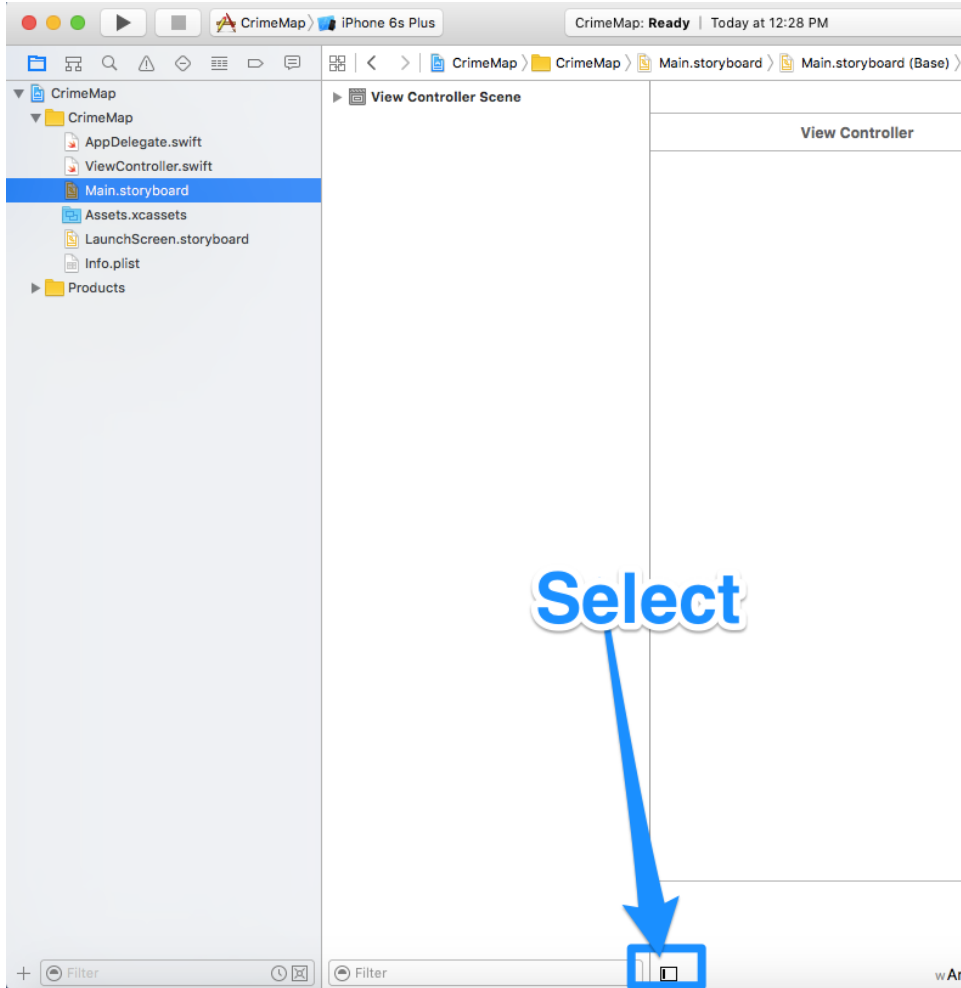 CrimeMap 〉 iPhone 6s Plus
CrimeMap: Ready | Today at 12:28 PM
CrimeMap 〉 CrimeMap 〉 Main.storyboard 〉 Main.storyboard (Base) 〉
CrimeMap
CrimeMap
AppDelegate.swift
ViewController.swift
Main.storyboard
Assets.xcassets
LaunchScreen.storyboard
Info.plist
Products
View Controller Scene
View Controller
Select
Filter
Filter
wAn